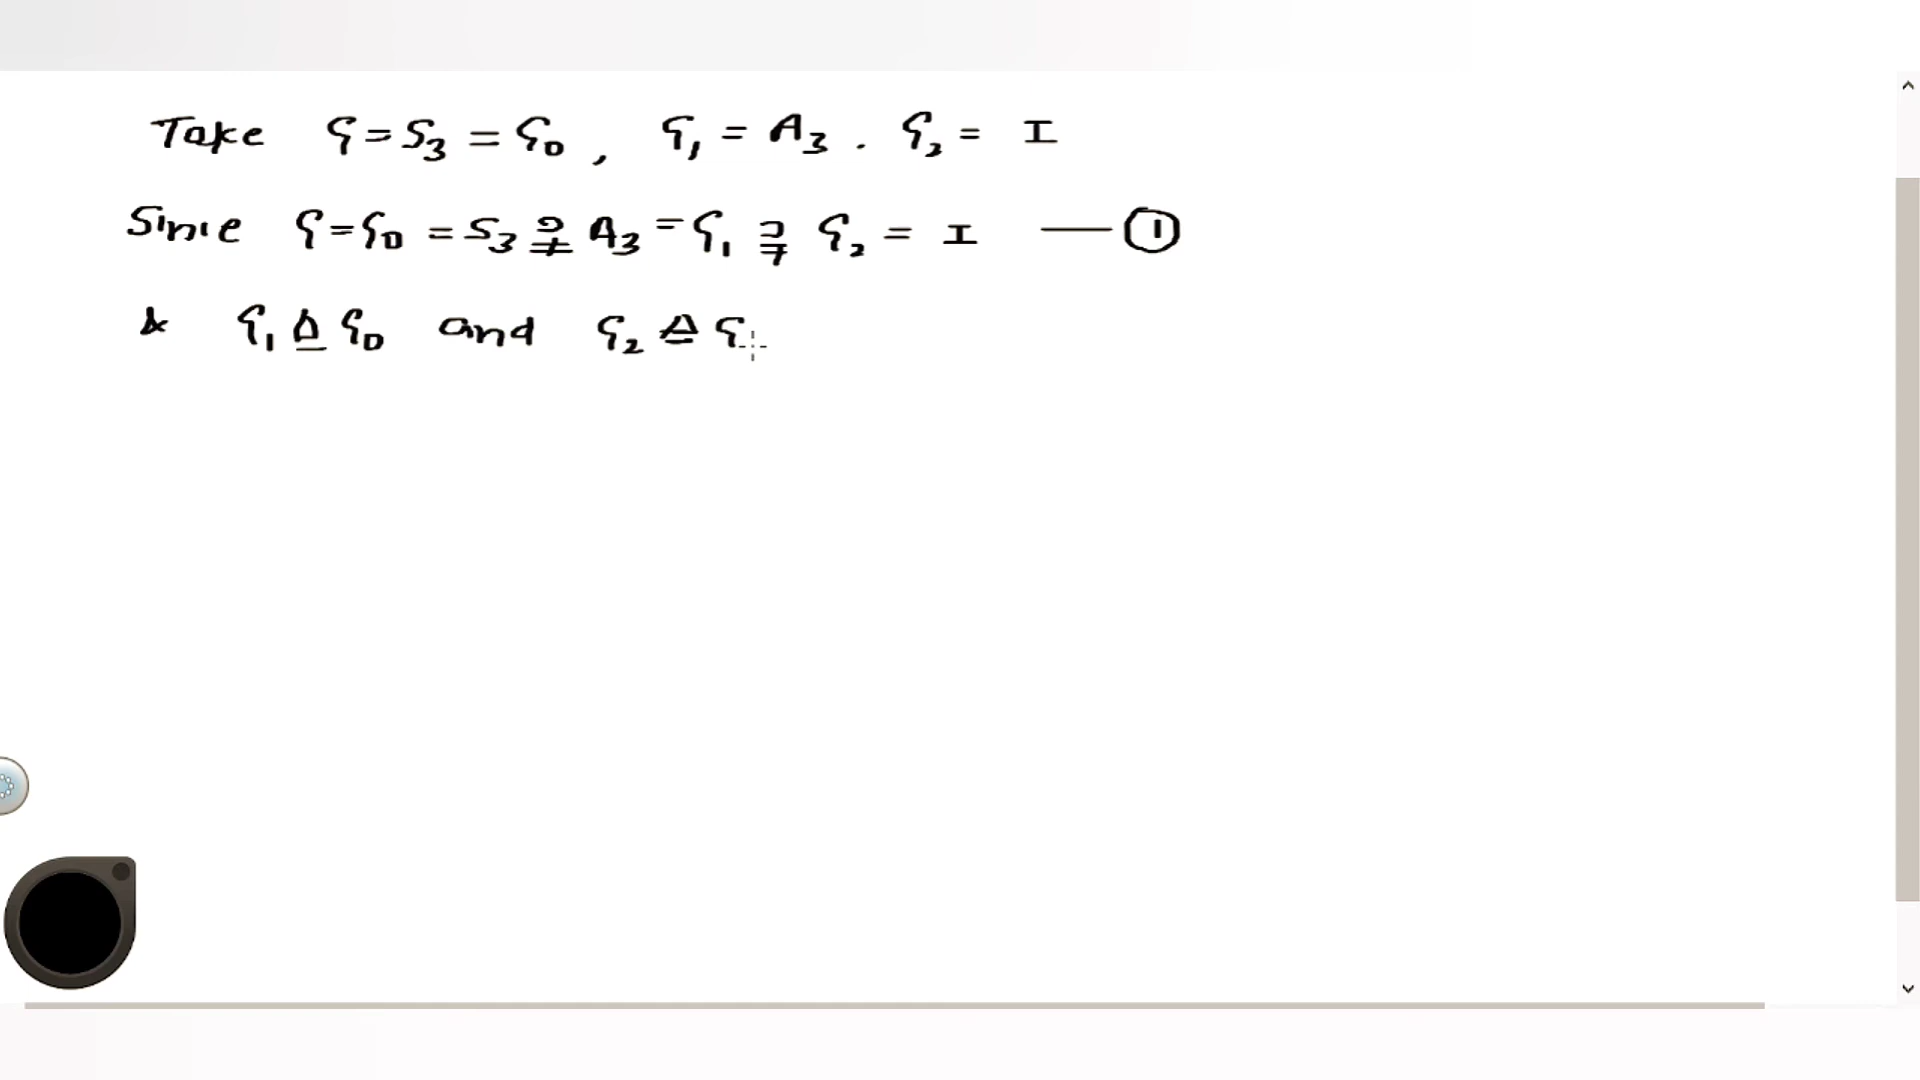 Take G = S₃ = G₀ , G₁ = A₃ . G₂ = I
Since G = G₀ = S₃ ⊋ A₃ = G₁ ⊋ G₂ = I —— ①
& G₁ ⊴ G₀ and G₂ ⊴ G